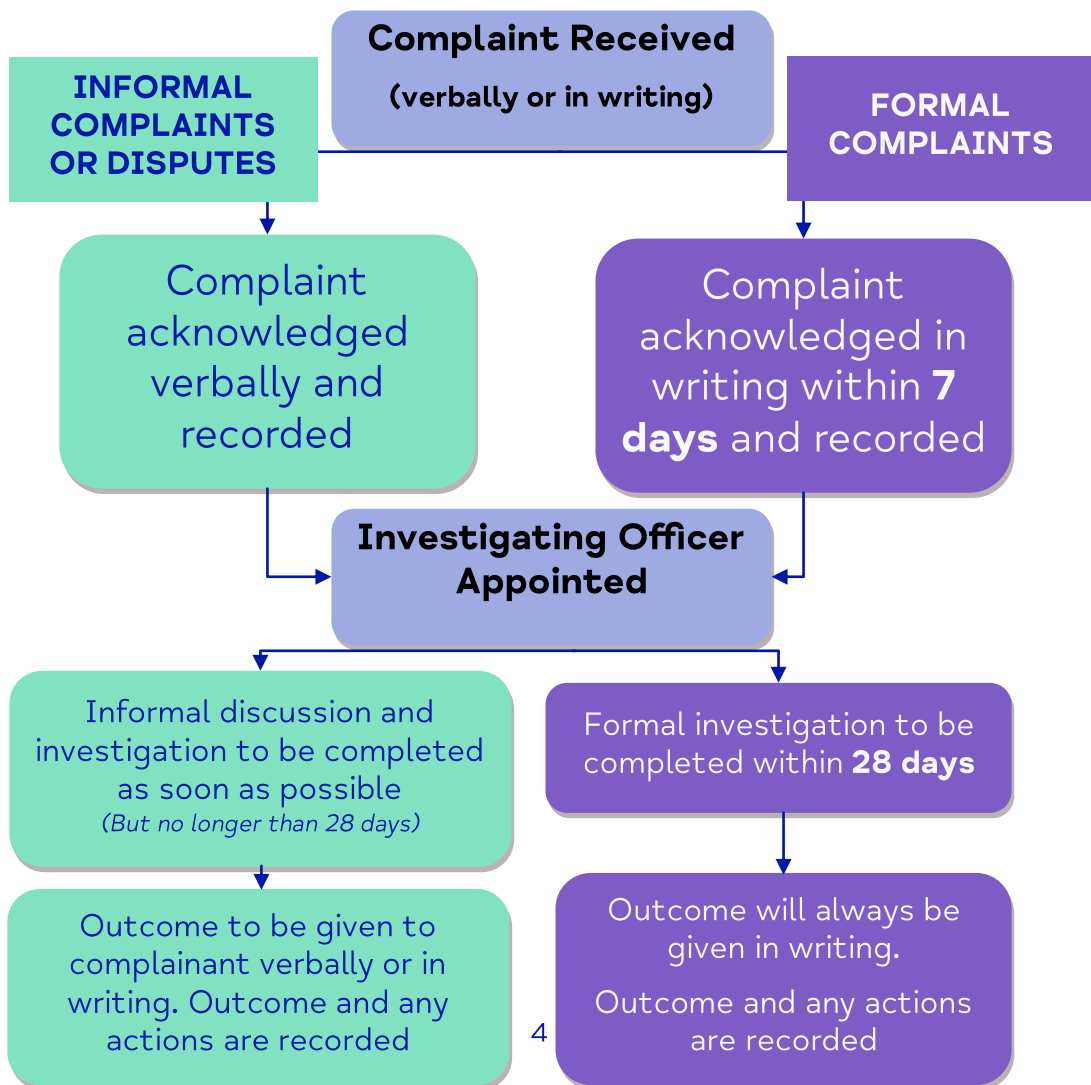 Complaint Received
(verbally or in writing)
INFORMAL
COMPLAINTS
OR DISPUTES
FORMAL
COMPLAINTS
Complaint
acknowledged
verbally and
recorded
Complaint
acknowledged in
writing within 7
days and recorded
Investigating Officer
Appointed
Informal discussion and
investigation to be completed
as soon as possible
(But no longer than 28 days)
Formal investigation to be
completed within 28 days
Outcome to be given to
complainant verbally or in
writing. Outcome and any
actions are recorded
Outcome will always be
given in writing.
Outcome and any actions
are recorded
4